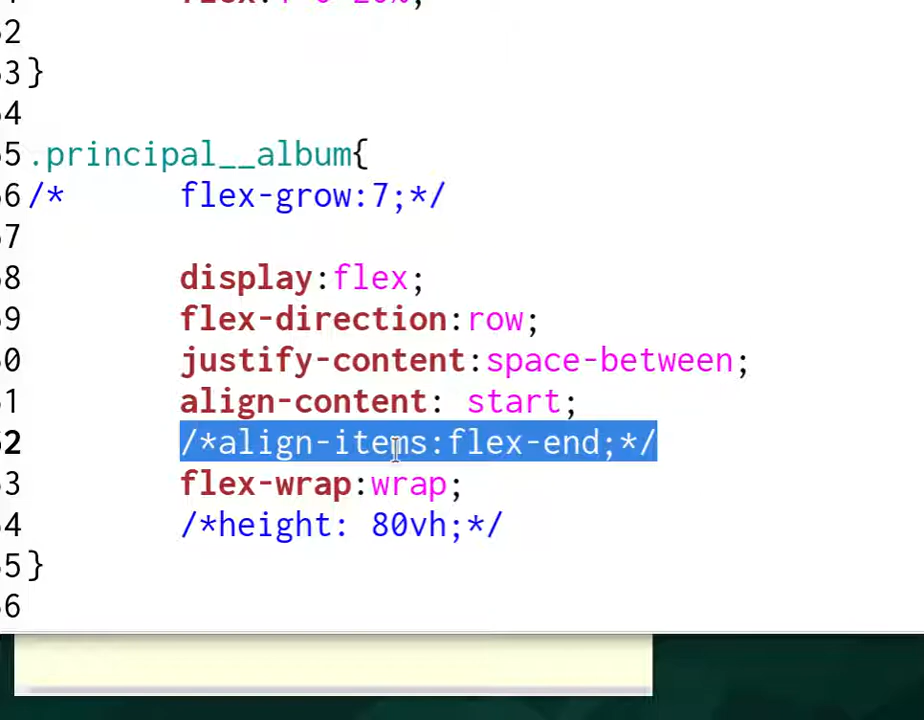 2
3}
4
5.principal__album{
6/* flex-grow:7;*/
7
8 display:flex;
9 flex-direction:row;
0 justify-content:space-between;
1 align-content: start;
2 /*align-items:flex-end;*/
3 flex-wrap:wrap;
4 /*height: 80vh;*/
5}
6